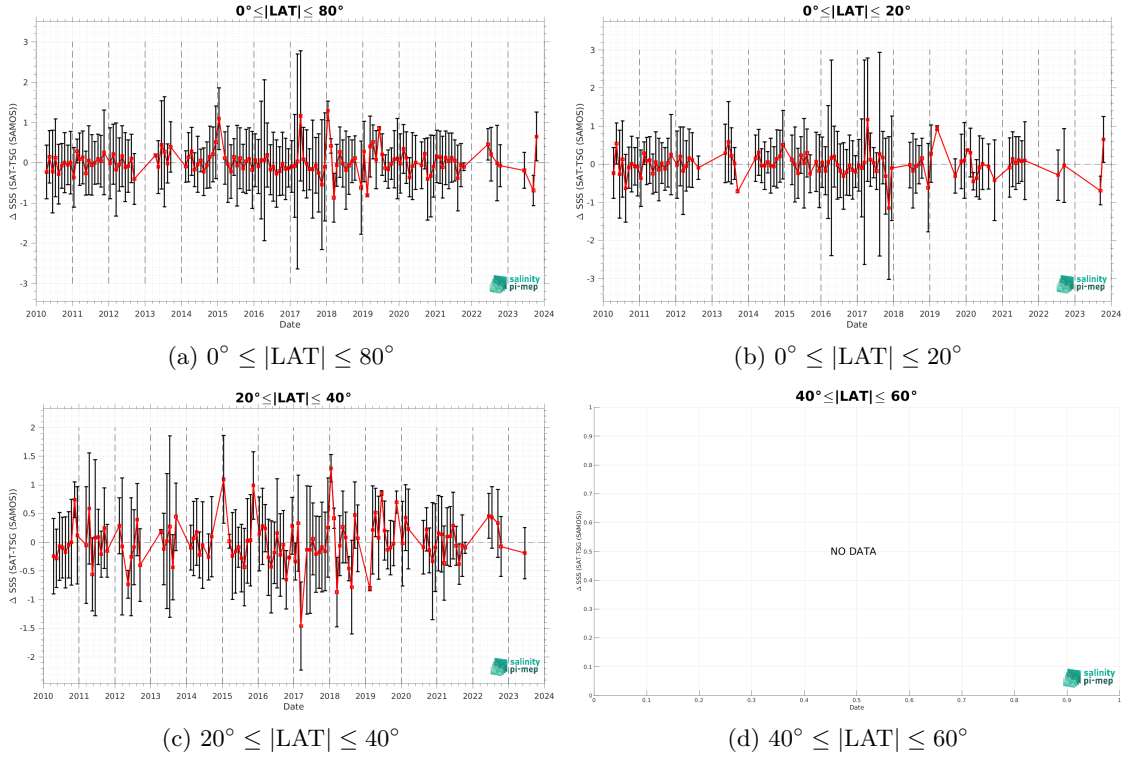 0°≤|LAT|≤ 80°
Δ SSS (SAT-TSG (SAMOS))
3
2
1
0
-1
-2
-3
2010 2011 2012 2013 2014 2015 2016 2017 2018 2019 2020 2021 2022 2023 2024
Date
salinity
pi-mep
(a) 0° ≤ |LAT| ≤ 80°
0°≤|LAT|≤ 20°
Δ SSS (SAT-TSG (SAMOS))
3
2
1
0
-1
-2
-3
2010 2011 2012 2013 2014 2015 2016 2017 2018 2019 2020 2021 2022 2023 2024
Date
salinity
pi-mep
(b) 0° ≤ |LAT| ≤ 20°
20°≤|LAT|≤ 40°
Δ SSS (SAT-TSG (SAMOS))
2
1.5
1
0.5
0
-0.5
-1
-1.5
-2
2010 2011 2012 2013 2014 2015 2016 2017 2018 2019 2020 2021 2022 2023 2024
Date
salinity
pi-mep
(c) 20° ≤ |LAT| ≤ 40°
40°≤|LAT|≤ 60°
Δ SSS (SAT-TSG (SAMOS))
1
0.9
0.8
0.7
0.6
0.5
0.4
0.3
0.2
0.1
0
NO DATA
0 0.1 0.2 0.3 0.4 0.5 0.6 0.7 0.8 0.9 1
Date
salinity
pi-mep
(d) 40° ≤ |LAT| ≤ 60°